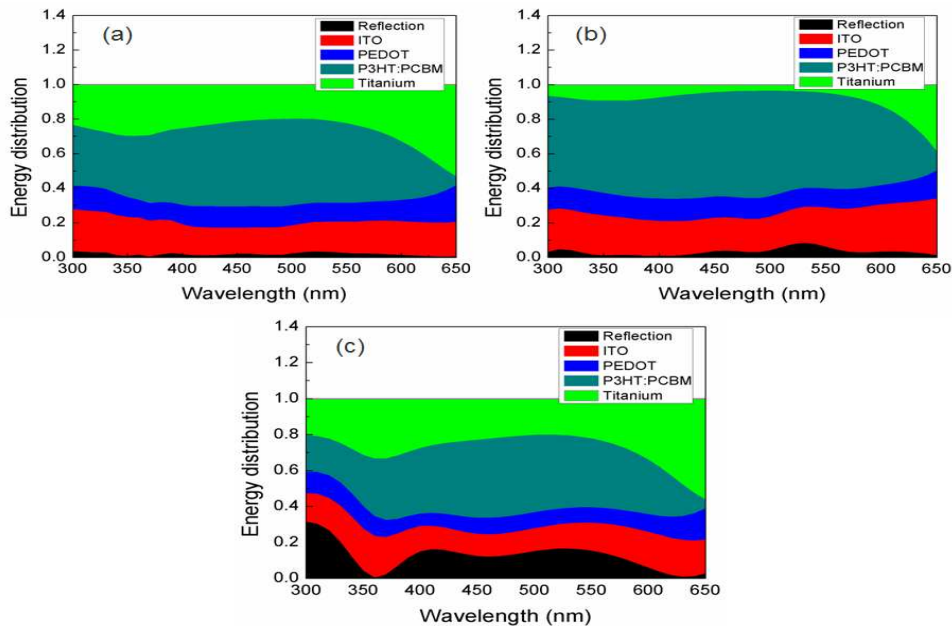 (a)
Reflection
ITO
PEDOT
P3HT:PCBM
Titanium
Energy distribution
1.4
1.2
1.0
0.8
0.6
0.4
0.2
0.0
300 350 400 450 500 550 600 650
Wavelength (nm)
(b)
Reflection
ITO
PEDOT
P3HT:PCBM
Titanium
Energy distribution
1.4
1.2
1.0
0.8
0.6
0.4
0.2
0.0
300 350 400 450 500 550 600 650
Wavelength (nm)
(c)
Reflection
ITO
PEDOT
P3HT:PCBM
Titanium
Energy distribution
1.4
1.2
1.0
0.8
0.6
0.4
0.2
0.0
300 350 400 450 500 550 600 650
Wavelength (nm)